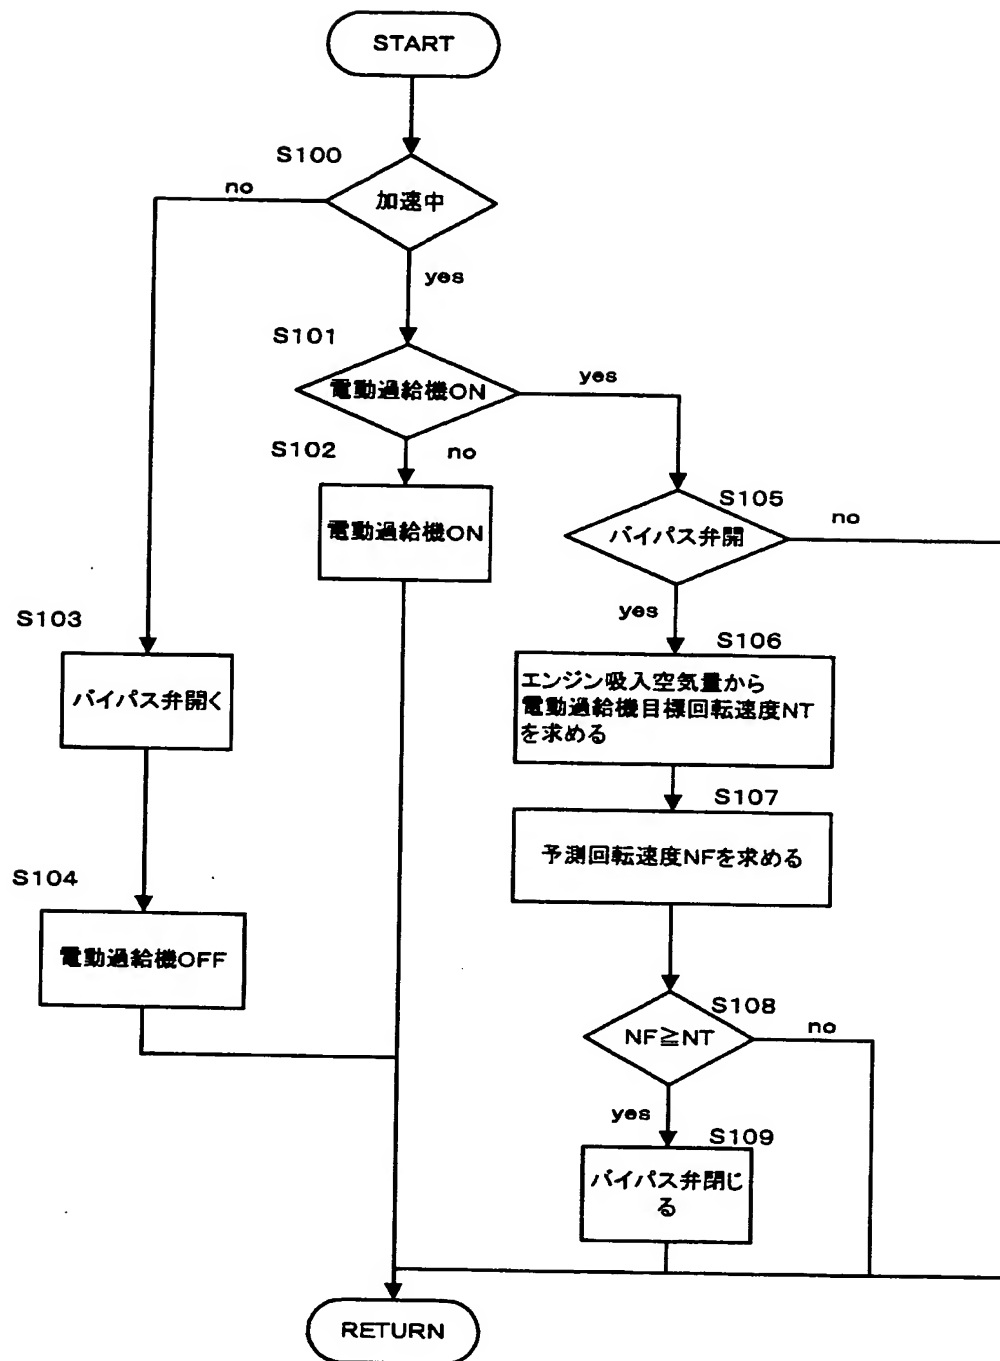 START
S100
no
加速中
yes
S101
電動過給機ON
yes
S102
no
電動過給機ON
S105
バイパス弁開
no
yes
S103
バイパス弁開く
S106
エンジン吸入空気量から
電動過給機目標回転速度NT
を求める
S107
予測回転速度NFを求める
S104
電動過給機OFF
S108
NF≧NT
no
yes
S109
バイパス弁閉じ
る
RETURN